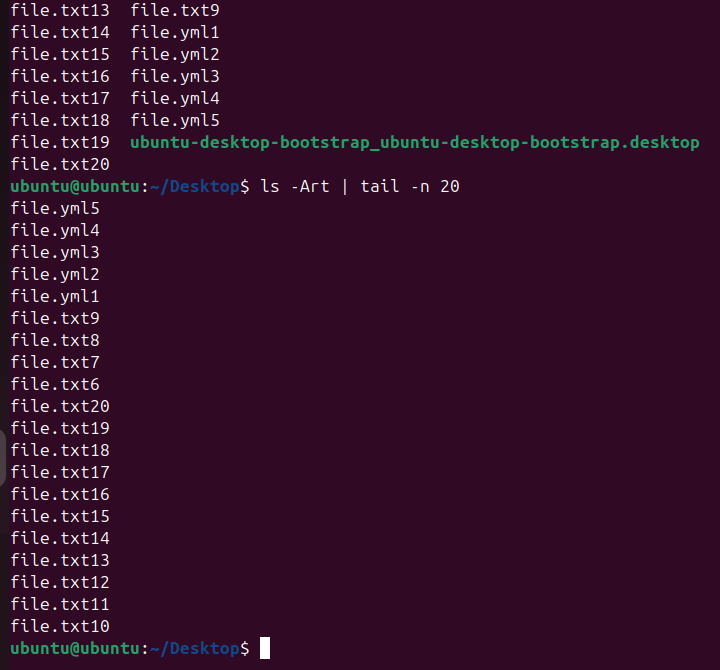 file.txt13  file.txt9
file.txt14  file.yml1
file.txt15  file.yml2
file.txt16  file.yml3
file.txt17  file.yml4
file.txt18  file.yml5
file.txt19  ubuntu-desktop-bootstrap_ubuntu-desktop-bootstrap.desktop
file.txt20
ubuntu@ubuntu:~/Desktop$ ls -Art | tail -n 20
file.yml5
file.yml4
file.yml3
file.yml2
file.yml1
file.txt9
file.txt8
file.txt7
file.txt6
file.txt20
file.txt19
file.txt18
file.txt17
file.txt16
file.txt15
file.txt14
file.txt13
file.txt12
file.txt11
file.txt10
ubuntu@ubuntu:~/Desktop$